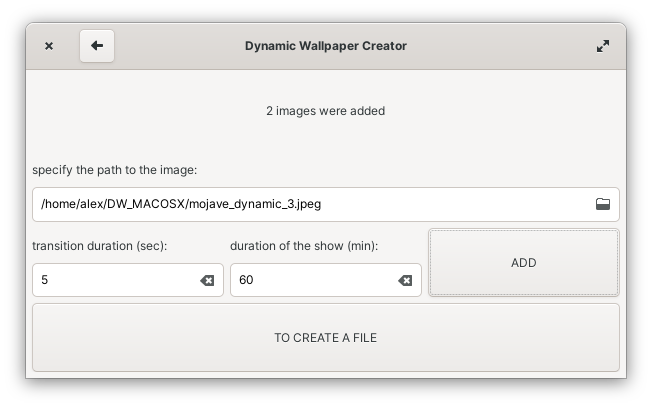 Dynamic Wallpaper Creator
2 images were added
specify the path to the image:
/home/alex/DW_MACOSX/mojave_dynamic_3.jpeg
transition duration (sec): duration of the show (min):
5 60 ADD
TO CREATE A FILE